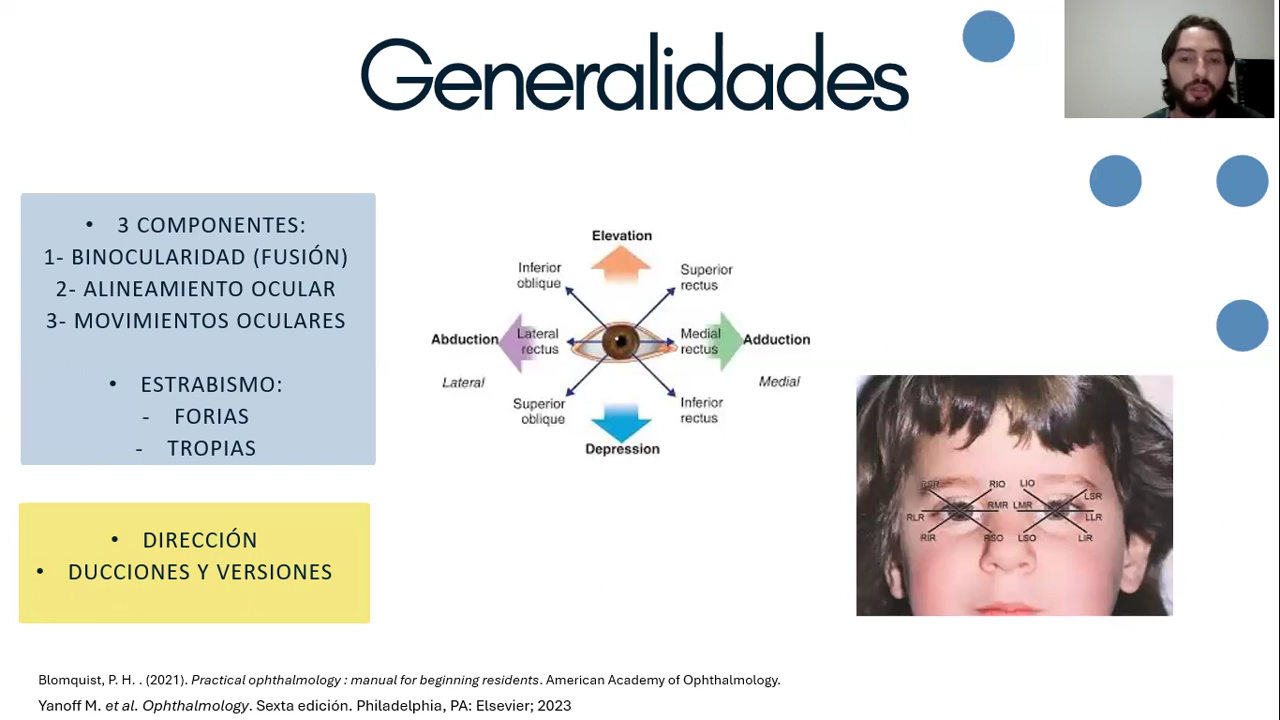 Generalidades
• 3 COMPONENTES:
1- BINOCULARIDAD (FUSIÓN)
2- ALINEAMIENTO OCULAR
3- MOVIMIENTOS OCULARES
• ESTRABISMO:
- FORIAS
- TROPIAS
• DIRECCIÓN
• DUCCIONES Y VERSIONES
Elevation
Inferior
oblique
Superior
rectus
Abduction
Lateral
rectus
Medial
rectus
Adduction
Lateral
Medial
Superior
oblique
Inferior
rectus
Depression
RSR RIO LIO LSR
RLR RMR LMR LLR
RIR RSO LSO LIR
Blomquist, P. H. . (2021). Practical ophthalmology : manual for beginning residents. American Academy of Ophthalmology.
Yanoff M. et al. Ophthalmology. Sexta edición. Philadelphia, PA: Elsevier; 2023